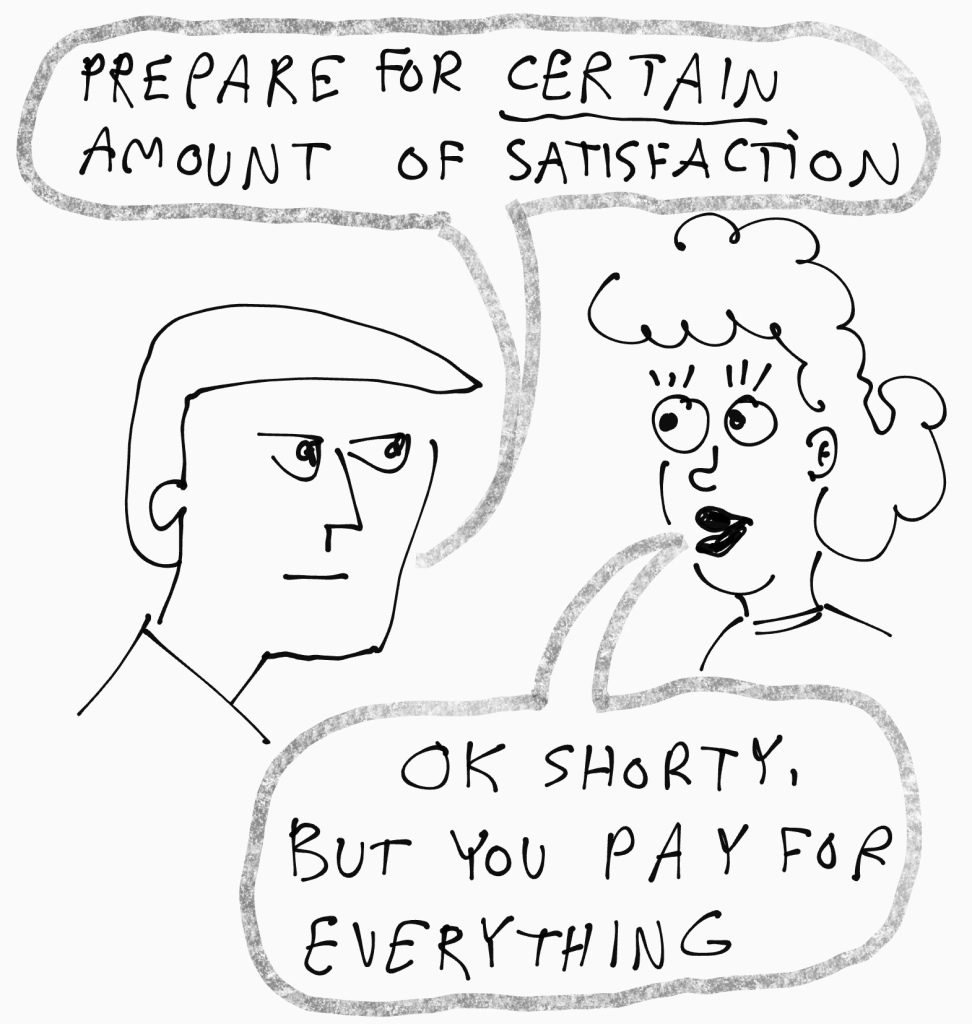 PREPARE FOR CERTAIN
AMOUNT OF SATISFACTION
OK SHORTY,
BUT YOU PAY FOR
EVERYTHING